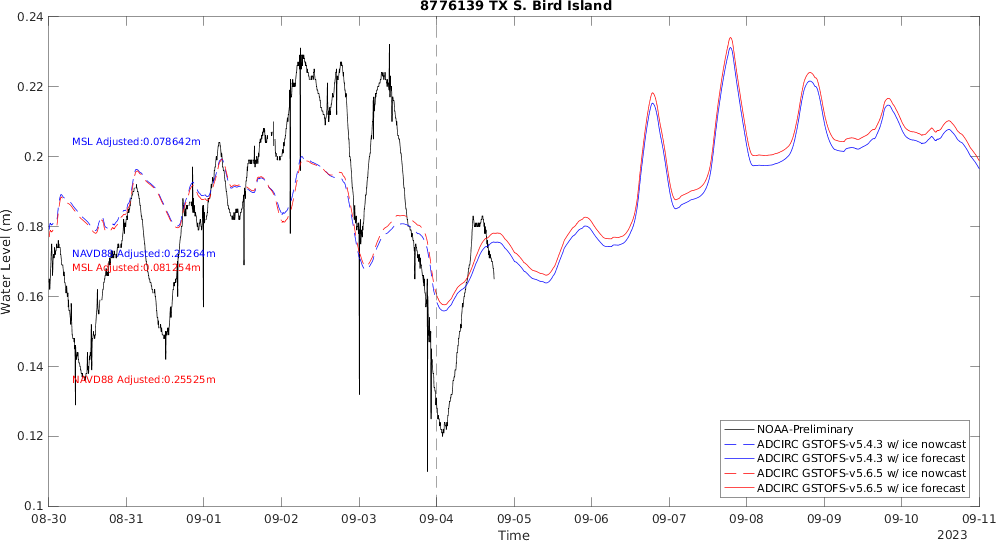 8776139 TX S. Bird Island
0.24
0.22
0.2
0.18
0.16
0.14
0.12
0.1
Water Level (m)
MSL Adjusted:0.078642m
NAVD88 Adjusted:0.25264m
MSL Adjusted:0.081254m
NAVD88 Adjusted:0.25525m
NOAA-Preliminary
ADCIRC GSTOFS-v5.4.3 w/ ice nowcast
ADCIRC GSTOFS-v5.4.3 w/ ice forecast
ADCIRC GSTOFS-v5.6.5 w/ ice nowcast
ADCIRC GSTOFS-v5.6.5 w/ ice forecast
08-30 08-31 09-01 09-02 09-03 09-04 09-05 09-06 09-07 09-08 09-09 09-10 09-11
Time
2023